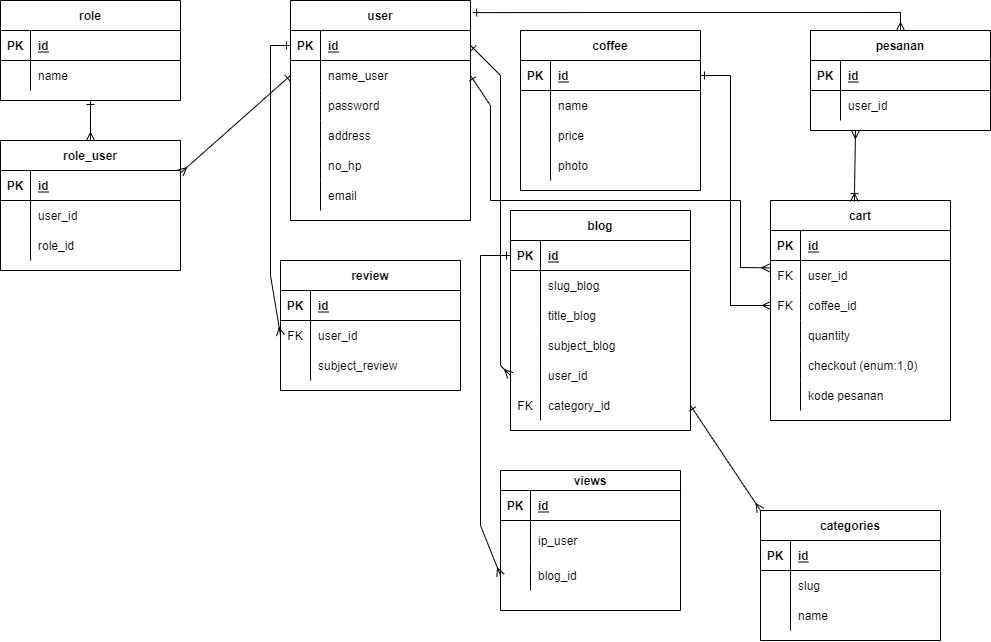 role
PK id
name
role_user
PK id
user_id
role_id
user
PK id
name_user
password
address
no_hp
email
coffee
PK id
name
price
photo
pesanan
PK id
user_id
cart
PK id
FK user_id
FK coffee_id
quantity
checkout (enum:1,0)
kode pesanan
review
PK id
FK user_id
subject_review
blog
PK id
slug_blog
title_blog
subject_blog
user_id
FK category_id
views
PK id
ip_user
blog_id
categories
PK id
slug
name